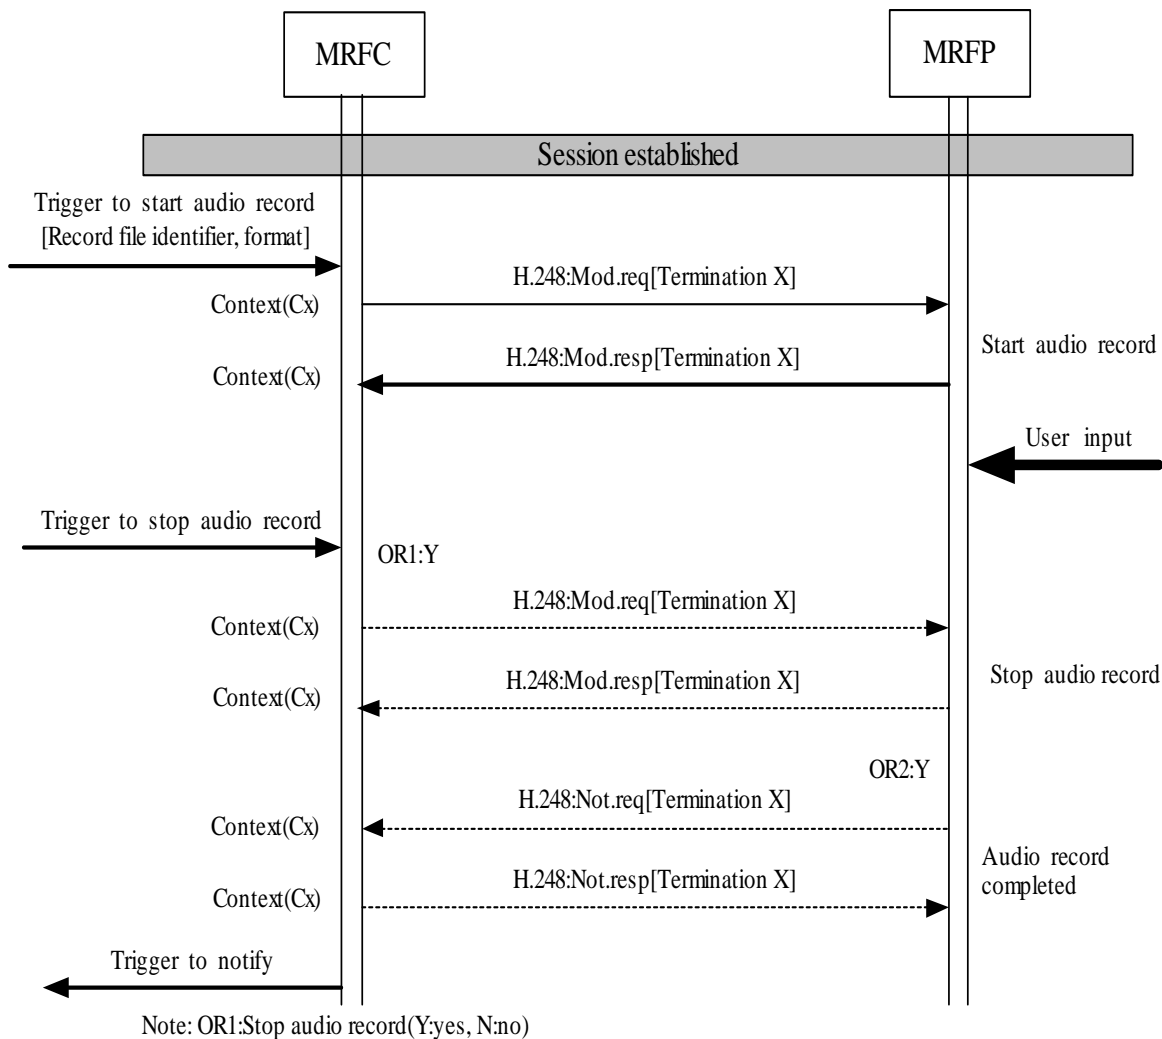 MRFC
MRFP
Session established
Trigger to start audio record
[Record file identifier, format]
H.248:Mod.req[Termination X]
Context(Cx)
Start audio record
H.248:Mod.resp[Termination X]
Context(Cx)
User input
Trigger to stop audio record
OR1:Y
H.248:Mod.req[Termination X]
Context(Cx)
Stop audio record
H.248:Mod.resp[Termination X]
Context(Cx)
OR2:Y
H.248:Not.req[Termination X]
Context(Cx)
Audio record
completed
H.248:Not.resp[Termination X]
Context(Cx)
Trigger to notify
Note: OR1:Stop audio record(Y:yes, N:no)